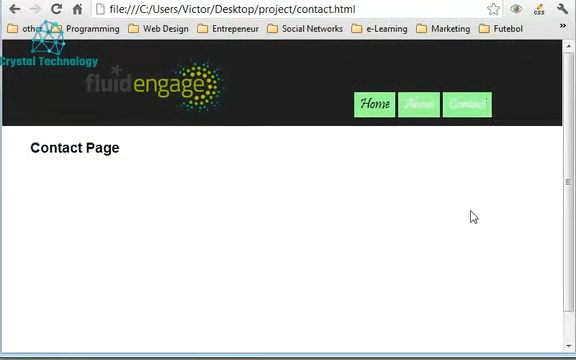 file:///C:/Users/Victor/Desktop/project/contact.html
CSS
other Programming Web Design Entrepeneur Social Networks e-Learning Marketing Futebol »
Crystal Technology
fluidengage
Home About Contact
Contact Page